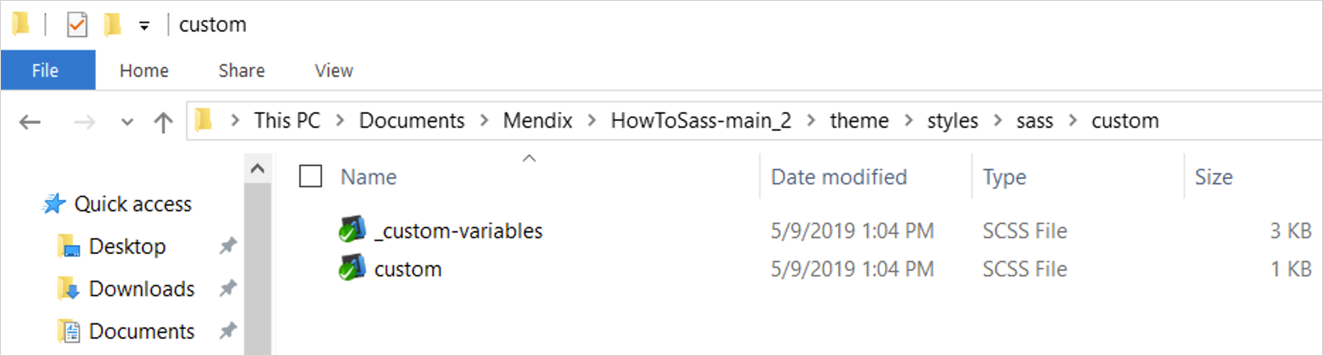 custom
File Home Share View
This PC > Documents > Mendix > HowToSass-main_2 > theme > styles > sass > custom
Name Date modified Type Size
Quick access
_custom-variables 5/9/2019 1:04 PM SCSS File 3 KB
Desktop
custom 5/9/2019 1:04 PM SCSS File 1 KB
Downloads
Documents